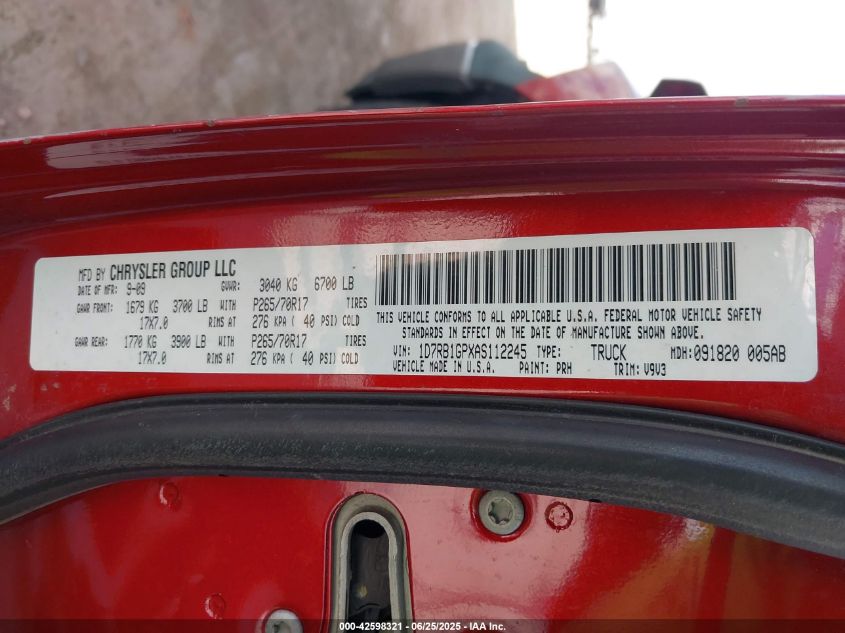 MFD BY CHRYSLER GROUP LLC
DATE OF MFR: 9-09 GVWR: 3040 KG 6700 LB
GAWR FRONT: 1679 KG 3700 LB WITH P265/70R17 TIRES
17X7.0 RIMS AT 276 KPA ( 40 PSI) COLD
GAWR REAR: 1770 KG 3900 LB WITH P265/70R17 TIRES
17X7.0 RIMS AT 276 KPA ( 40 PSI) COLD
THIS VEHICLE CONFORMS TO ALL APPLICABLE U.S.A. FEDERAL MOTOR VEHICLE SAFETY
STANDARDS IN EFFECT ON THE DATE OF MANUFACTURE SHOWN ABOVE.
VIN: 1D7RB1GPXAS112245 TYPE: TRUCK MDH: 091820 005AB
VEHICLE MADE IN U.S.A. PAINT: PRH TRIM: V9V3
000-42598321 - 06/25/2025 - IAA, Inc.